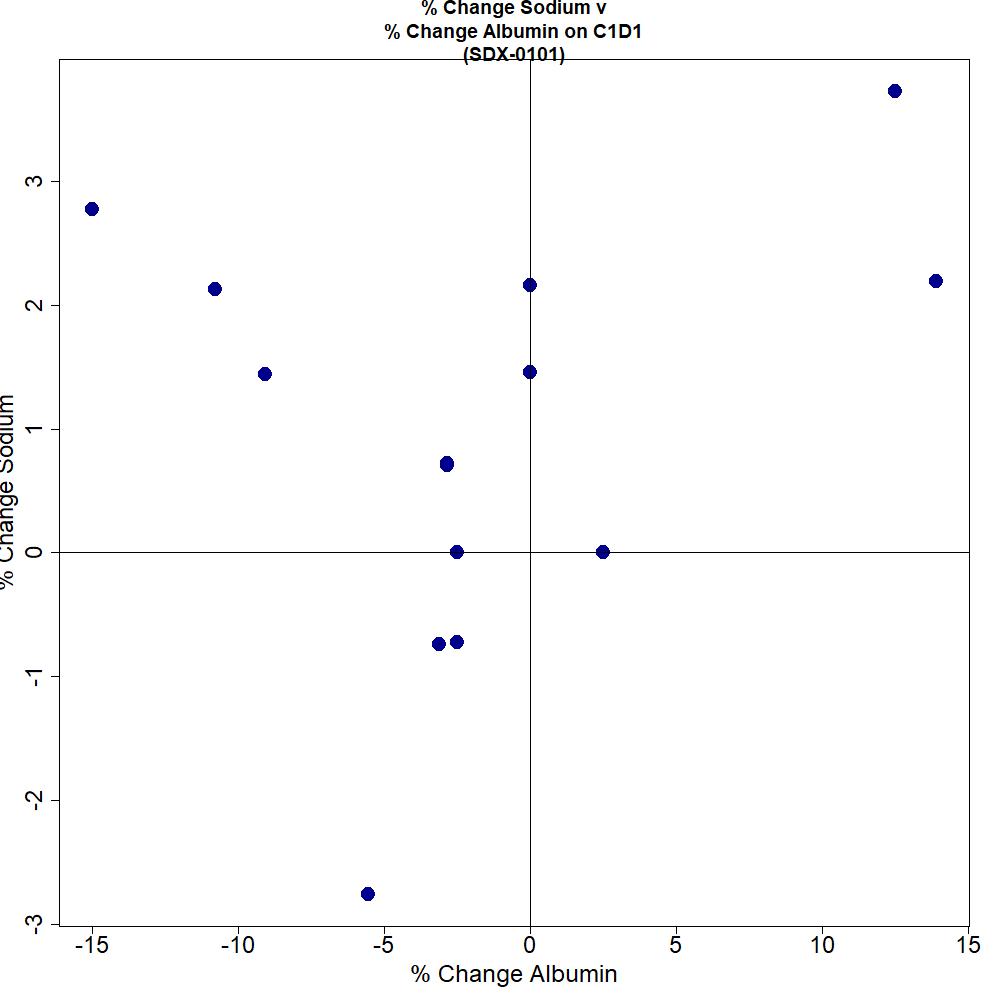 % Change Sodium v
% Change Albumin on C1D1
(SDX-0101)
% Change Sodium
3
2
1
0
-1
-2
-3
-15 -10 -5 0 5 10 15
% Change Albumin